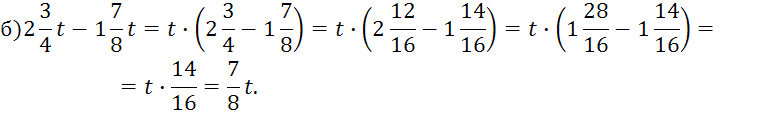 б)2 3/4 t − 1 7/8 t = t · (2 3/4 − 1 7/8) = t · (2 12/16 − 1 14/16) = t · (1 28/16 − 1 14/16) =
= t · 14/16 = 7/8 t.